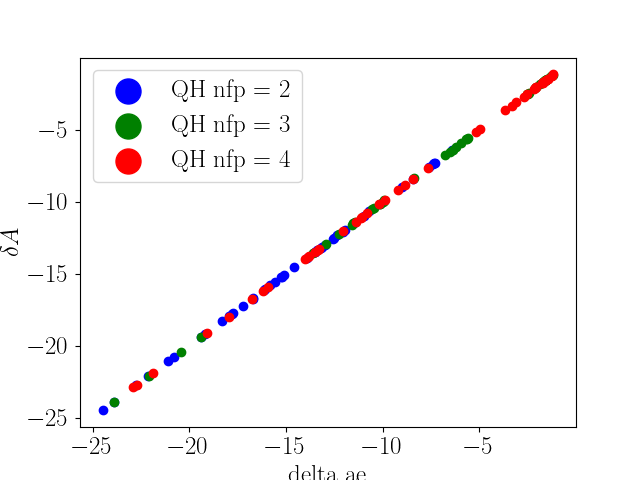 QH nfp = 2
QH nfp = 3
QH nfp = 4
−5
−10
−15
−20
−25
δA
−25 −20 −15 −10 −5
delta ae